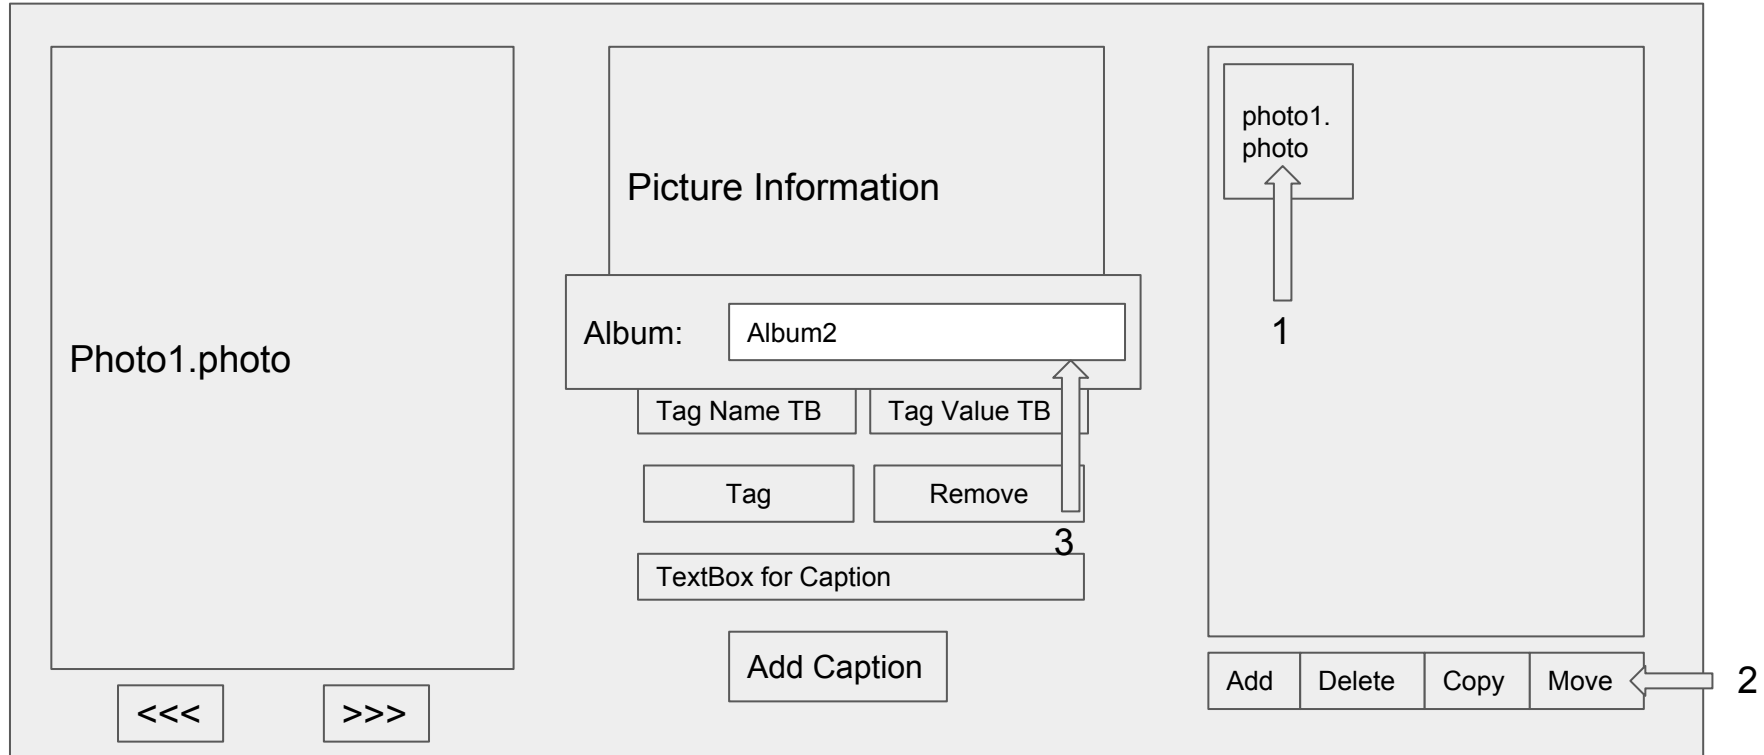 Photo1.photo
<<<
>>>
Picture Information
Album:
Album2
Tag Name TB
Tag Value TB
Tag
Remove
3
TextBox for Caption
Add Caption
photo1.
photo
1
Add
Delete
Copy
Move
2